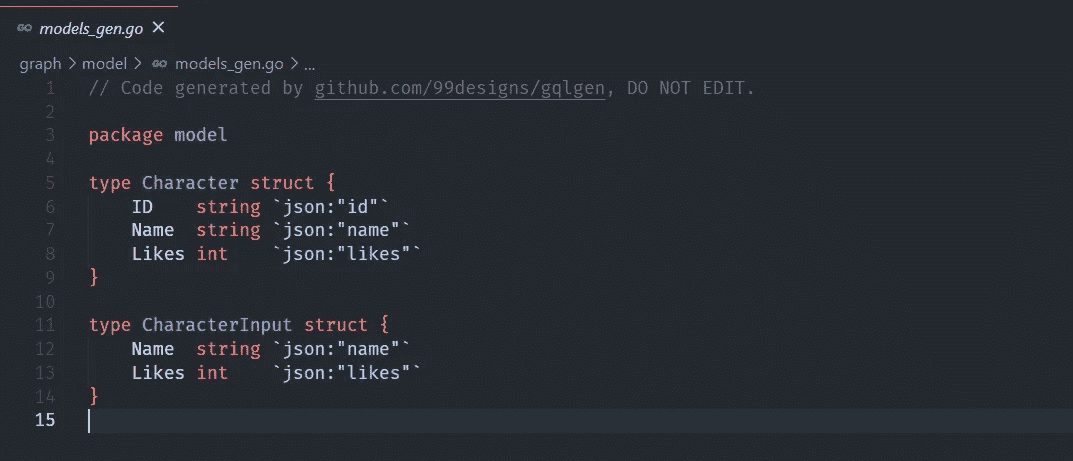 GO models_gen.go ×
graph > model > GO models_gen.go > ...
1 // Code generated by github.com/99designs/gqlgen, DO NOT EDIT.
2
3 package model
4
5 type Character struct {
6 ID    string `json:"id"`
7 Name  string `json:"name"`
8 Likes int    `json:"likes"`
9 }
10
11 type CharacterInput struct {
12 Name  string `json:"name"`
13 Likes int    `json:"likes"`
14 }
15